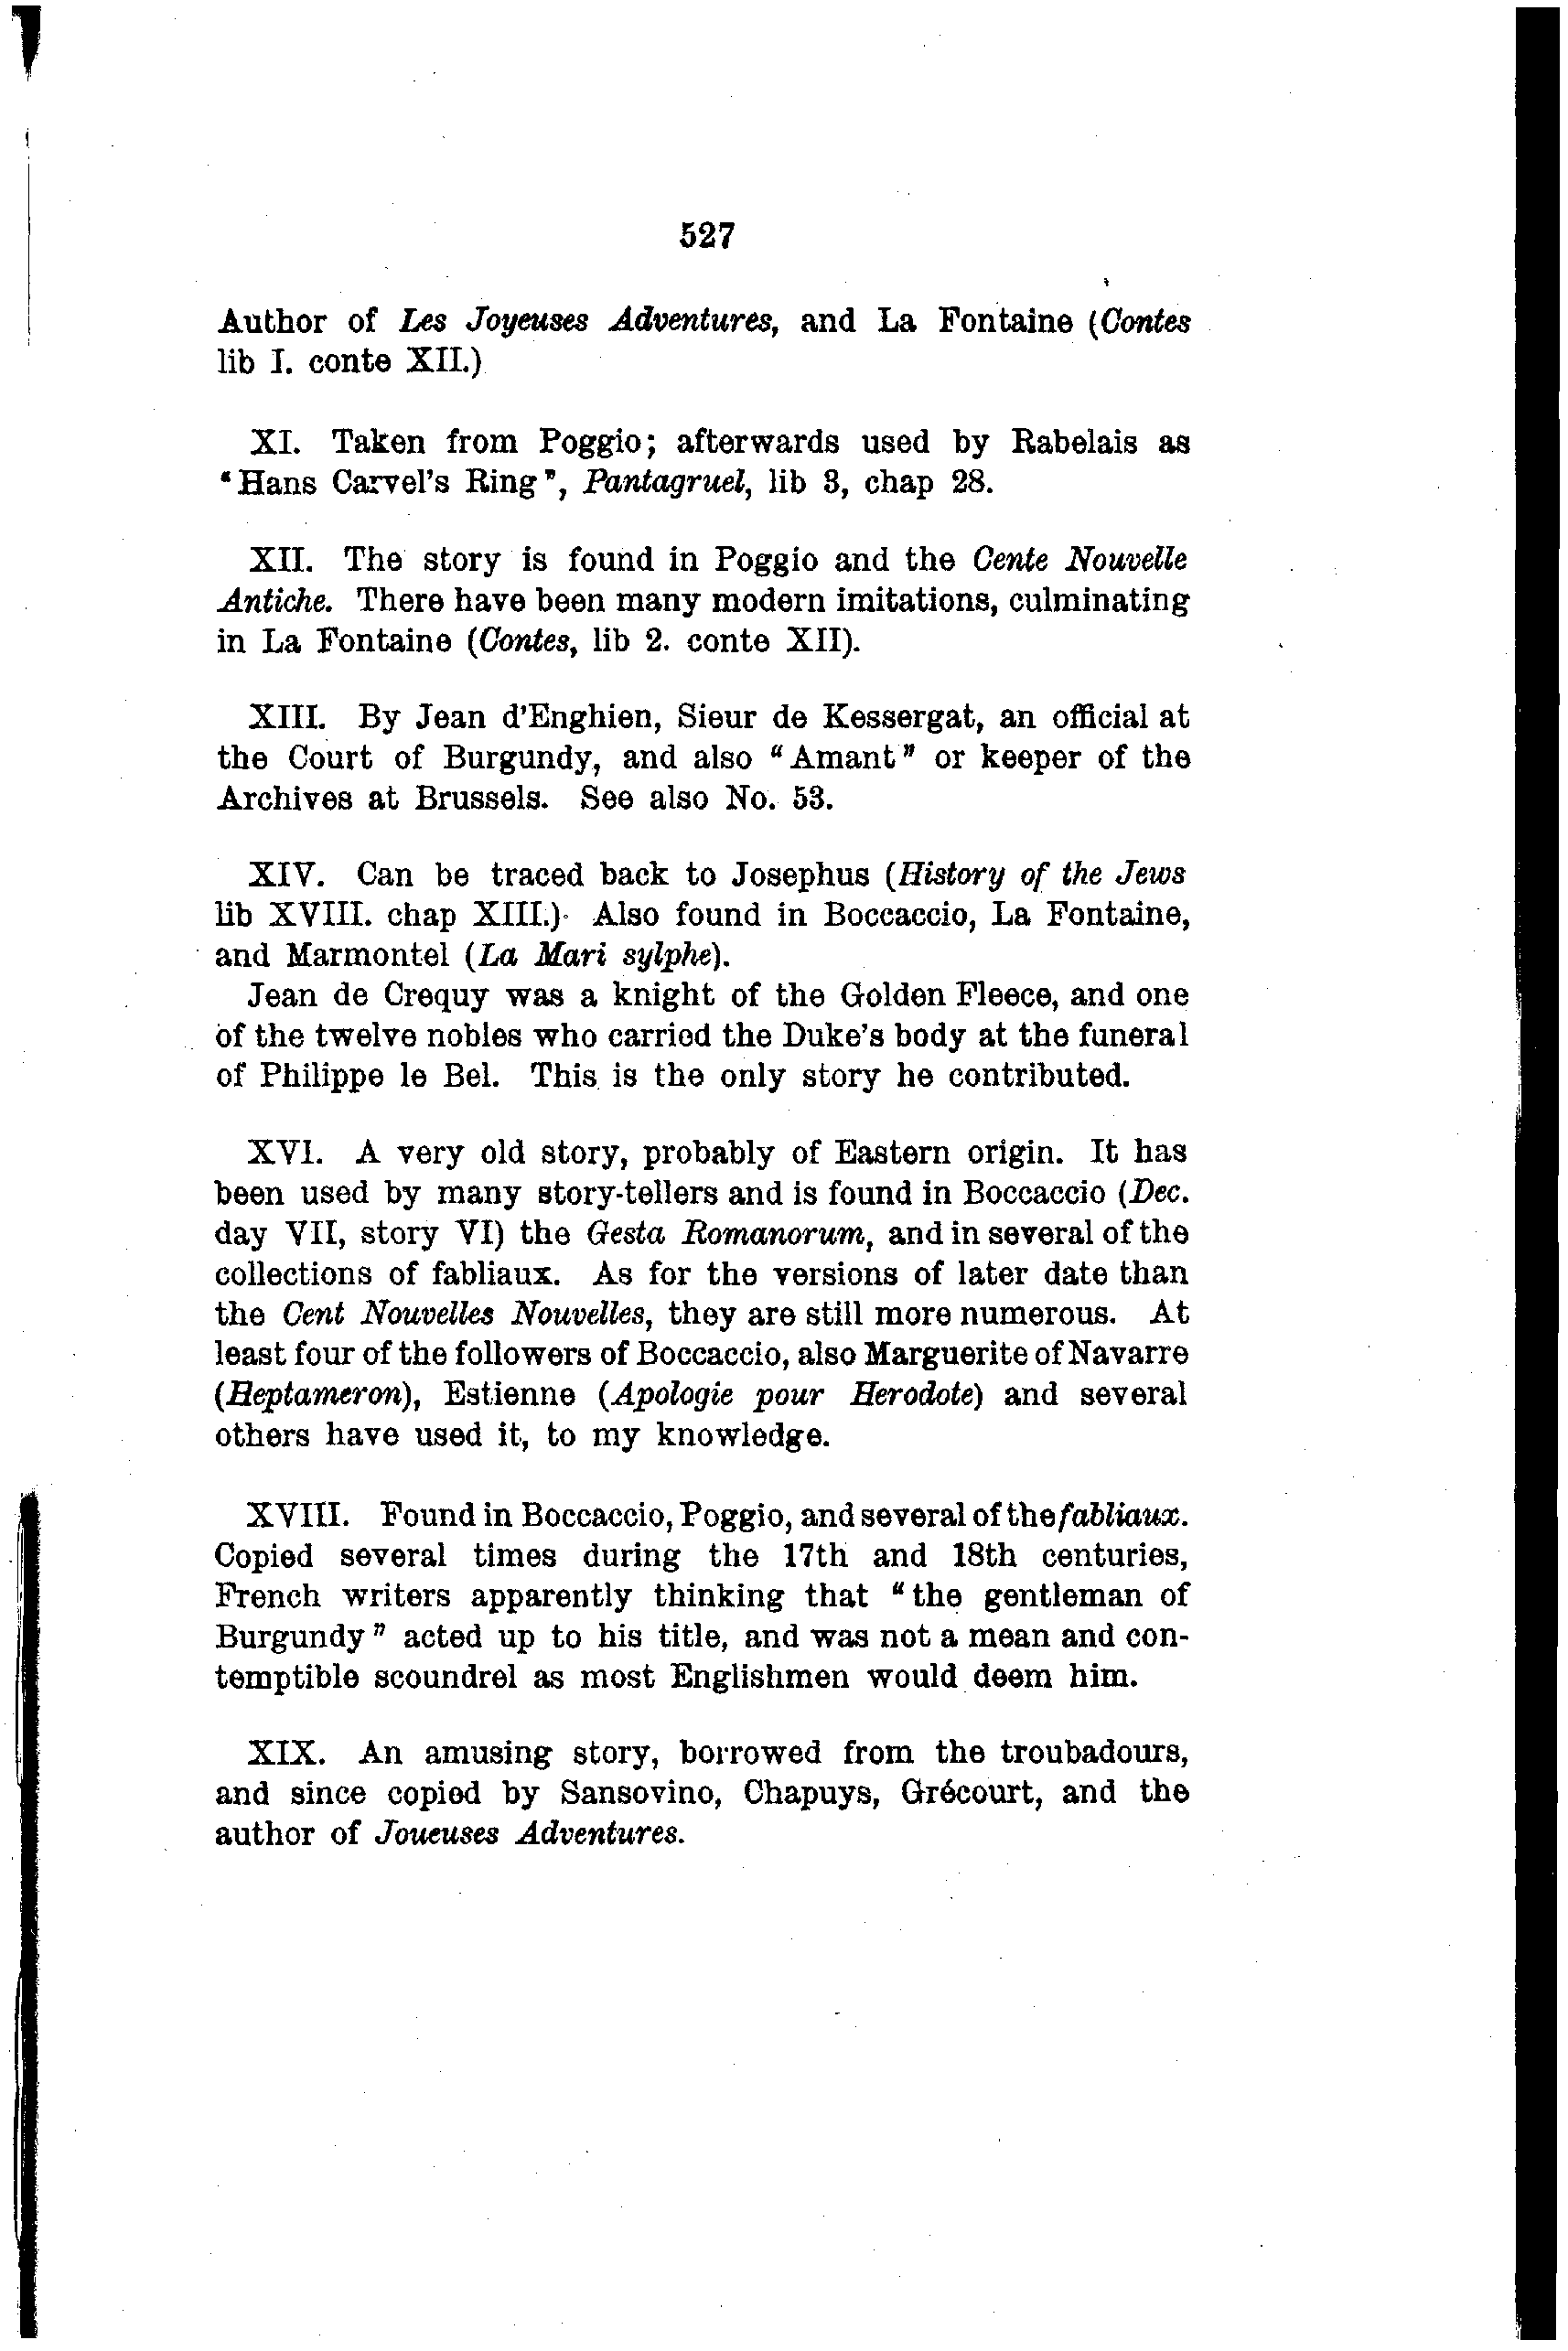 527
Author of Les Joyeuses Adventures, and La Fontaine (Contes
lib I. conte XII.)
XI. Taken from Poggio; afterwards used by Rabelais as
"Hans Carvel's Ring", Pantagruel, lib 3, chap 28.
XII. The story is found in Poggio and the Cente Nouvelle
Antiche. There have been many modern imitations, culminating
in La Fontaine (Contes, lib 2. conte XII).
XIII. By Jean d'Enghien, Sieur de Kessergat, an official at
the Court of Burgundy, and also "Amant" or keeper of the
Archives at Brussels. See also No. 53.
XIV. Can be traced back to Josephus (History of the Jews
lib XVIII. chap XIII.) Also found in Boccaccio, La Fontaine,
and Marmontel (La Mari sylphe).
Jean de Crequy was a knight of the Golden Fleece, and one
of the twelve nobles who carried the Duke's body at the funeral
of Philippe le Bel. This is the only story he contributed.
XVI. A very old story, probably of Eastern origin. It has
been used by many story-tellers and is found in Boccaccio (Dec.
day VII, story VI) the Gesta Romanorum, and in several of the
collections of fabliaux. As for the versions of later date than
the Cent Nouvelles Nouvelles, they are still more numerous. At
least four of the followers of Boccaccio, also Marguerite of Navarre
(Heptameron), Estienne (Apologie pour Herodote) and several
others have used it, to my knowledge.
XVIII. Found in Boccaccio, Poggio, and several of the fabliaux.
Copied several times during the 17th and 18th centuries,
French writers apparently thinking that "the gentleman of
Burgundy" acted up to his title, and was not a mean and con-
temptible scoundrel as most Englishmen would deem him.
XIX. An amusing story, borrowed from the troubadours,
and since copied by Sansovino, Chapuys, Grécourt, and the
author of Joueuses Adventures.